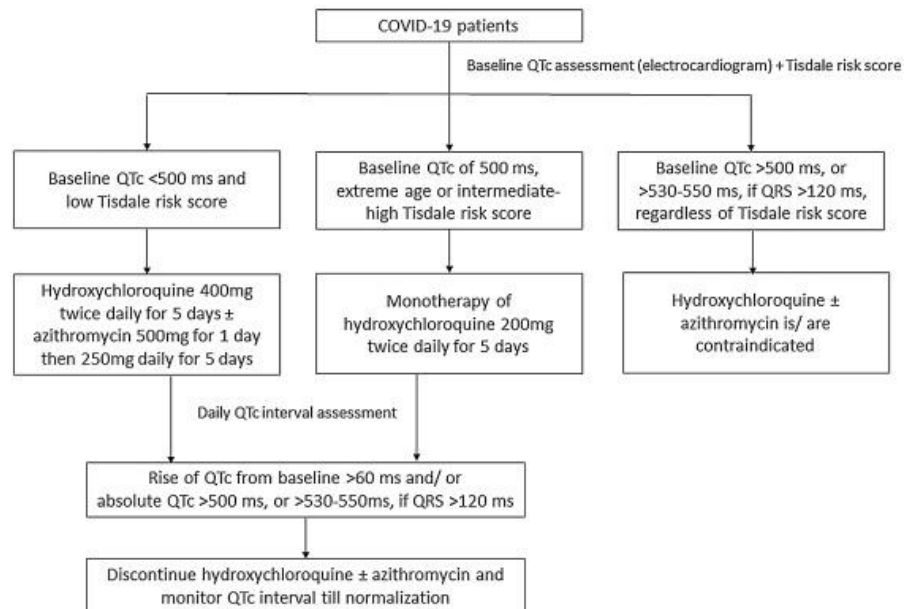 COVID-19 patients
Baseline QTc assessment (electrocardiogram) + Tisdale risk score
Baseline QTc <500 ms and
low Tisdale risk score
Baseline QTc of 500 ms,
extreme age or intermediate-
high Tisdale risk score
Baseline QTc >500 ms, or
>530-550 ms, if QRS >120 ms,
regardless of Tisdale risk score
Hydroxychloroquine 400mg
twice daily for 5 days ±
azithromycin 500mg for 1 day
then 250mg daily for 5 days
Monotherapy of
hydroxychloroquine 200mg
twice daily for 5 days
Hydroxychloroquine ±
azithromycin is/ are
contraindicated
Daily QTc interval assessment
Rise of QTc from baseline >60 ms and/ or
absolute QTc >500 ms, or >530-550ms, if QRS >120 ms
Discontinue hydroxychloroquine ± azithromycin and
monitor QTc interval till normalization